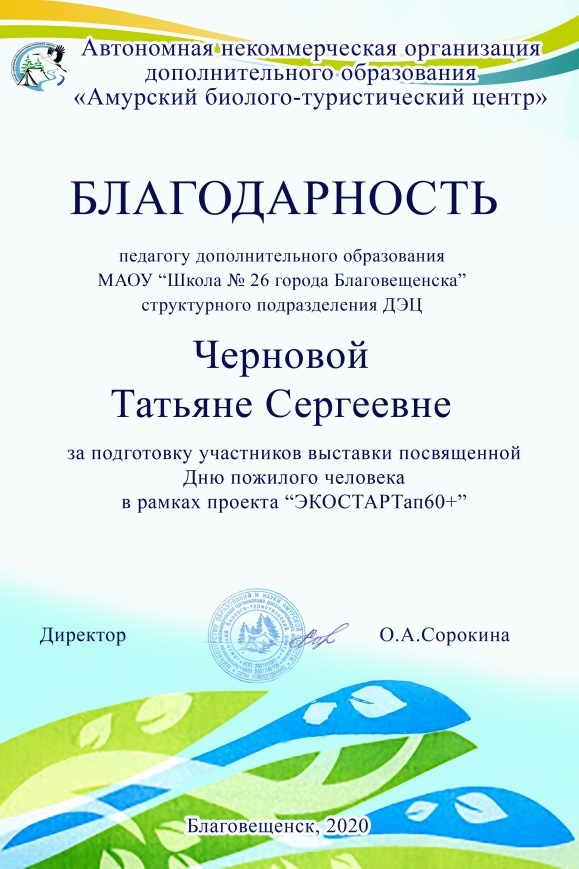 Автономная некоммерческая организация
дополнительного образования
«Амурский биолого-туристический центр»
БЛАГОДАРНОСТЬ
педагогу дополнительного образования
МАОУ “Школа № 26 города Благовещенска”
структурного подразделения ДЭЦ
Черновой
Татьяне Сергеевне
за подготовку участников выставки посвященной
Дню пожилого человека
в рамках проекта “ЭКОСТАРТап60+”
Директор
О.А.Сорокина
Благовещенск, 2020